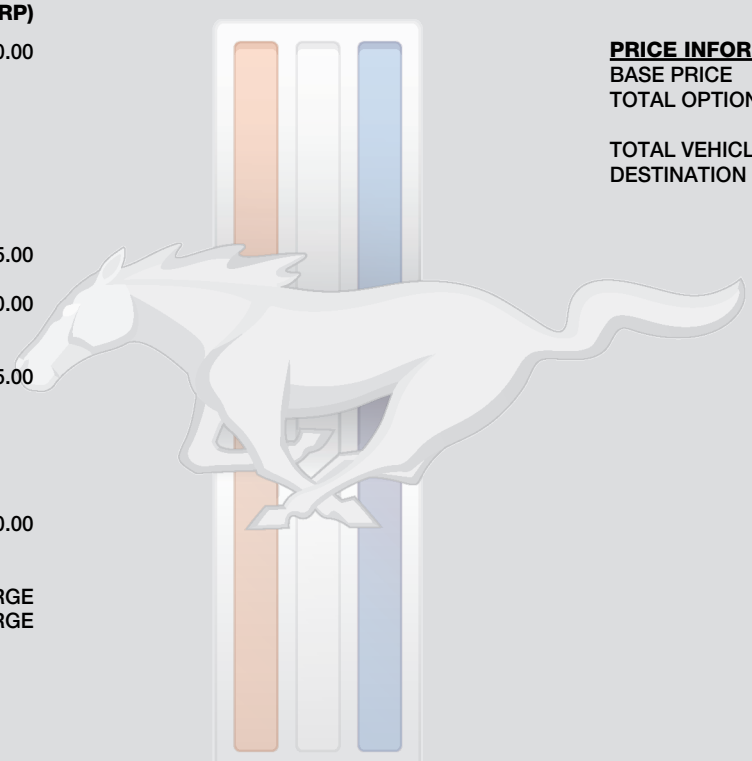 RP)
0.00
5.00
0.00
5.00
0.00
RGE
RGE
PRICE INFOR
BASE PRICE
TOTAL OPTION
TOTAL VEHICL
DESTINATION